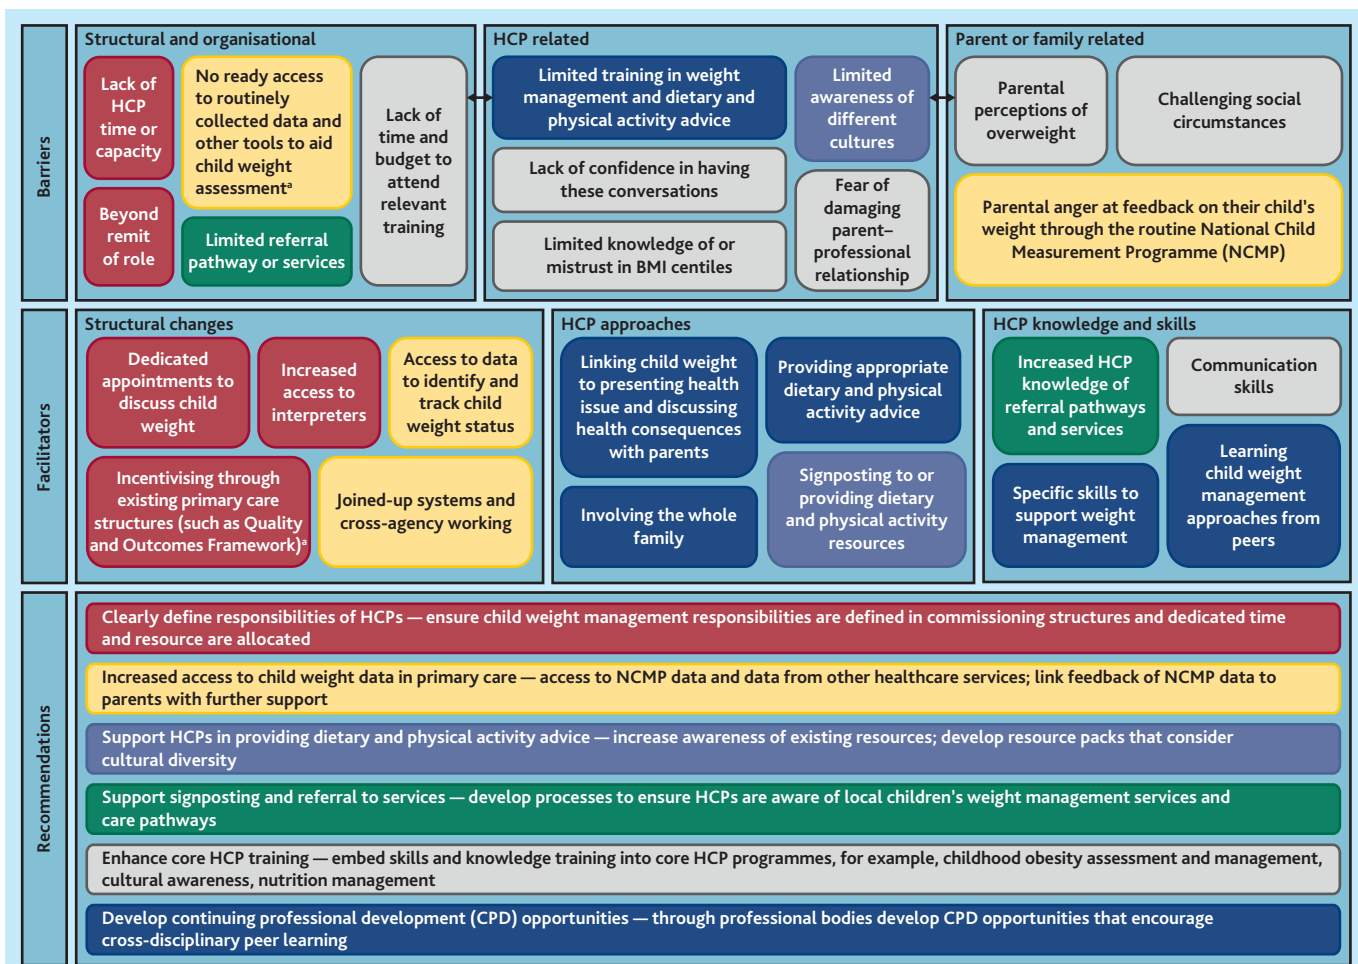 Barriers
Structural and organisational
Lack of
HCP
time or
capacity
Beyond
remit
of role
No ready access
to routinely
collected data and
other tools to aid
child weight
assessmentᵃ
Limited referral
pathway or services
Lack of
time and
budget to
attend
relevant
training
HCP related
Limited training in weight
management and dietary and
physical activity advice
Lack of confidence in having
these conversations
Limited knowledge of or
mistrust in BMI centiles
Limited
awareness of
different
cultures
Fear of
damaging
parent–
professional
relationship
Parent or family related
Parental
perceptions of
overweight
Challenging social
circumstances
Parental anger at feedback on their child's
weight through the routine National Child
Measurement Programme (NCMP)
Facilitators
Structural changes
Dedicated
appointments to
discuss child
weight
Increased
access to
interpreters
Access to data
to identify and
track child
weight status
Incentivising through
existing primary care
structures (such as Quality
and Outcomes Framework)ᵃ
Joined-up systems and
cross-agency working
HCP approaches
Linking child weight
to presenting health
issue and discussing
health consequences
with parents
Involving the whole
family
Providing appropriate
dietary and physical
activity advice
Signposting to or
providing dietary
and physical activity
resources
HCP knowledge and skills
Increased HCP
knowledge of
referral pathways
and services
Specific skills to
support weight
management
Communication
skills
Learning
child weight
management
approaches from
peers
Recommendations
Clearly define responsibilities of HCPs — ensure child weight management responsibilities are defined in commissioning structures and dedicated time
and resource are allocated
Increased access to child weight data in primary care — access to NCMP data and data from other healthcare services; link feedback of NCMP data to
parents with further support
Support HCPs in providing dietary and physical activity advice — increase awareness of existing resources; develop resource packs that consider
cultural diversity
Support signposting and referral to services — develop processes to ensure HCPs are aware of local children's weight management services and
care pathways
Enhance core HCP training — embed skills and knowledge training into core HCP programmes, for example, childhood obesity assessment and management,
cultural awareness, nutrition management
Develop continuing professional development (CPD) opportunities — through professional bodies develop CPD opportunities that encourage
cross-disciplinary peer learning